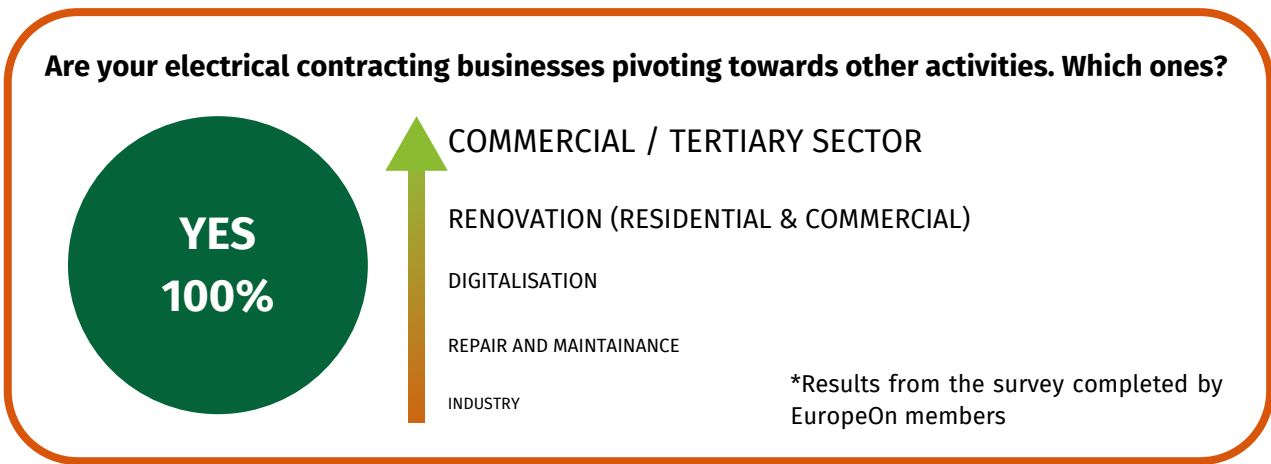 Are your electrical contracting businesses pivoting towards other activities. Which ones?
YES
100%
COMMERCIAL / TERTIARY SECTOR
RENOVATION (RESIDENTIAL & COMMERCIAL)
DIGITALISATION
REPAIR AND MAINTAINANCE
INDUSTRY
*Results from the survey completed by
EuropeOn members